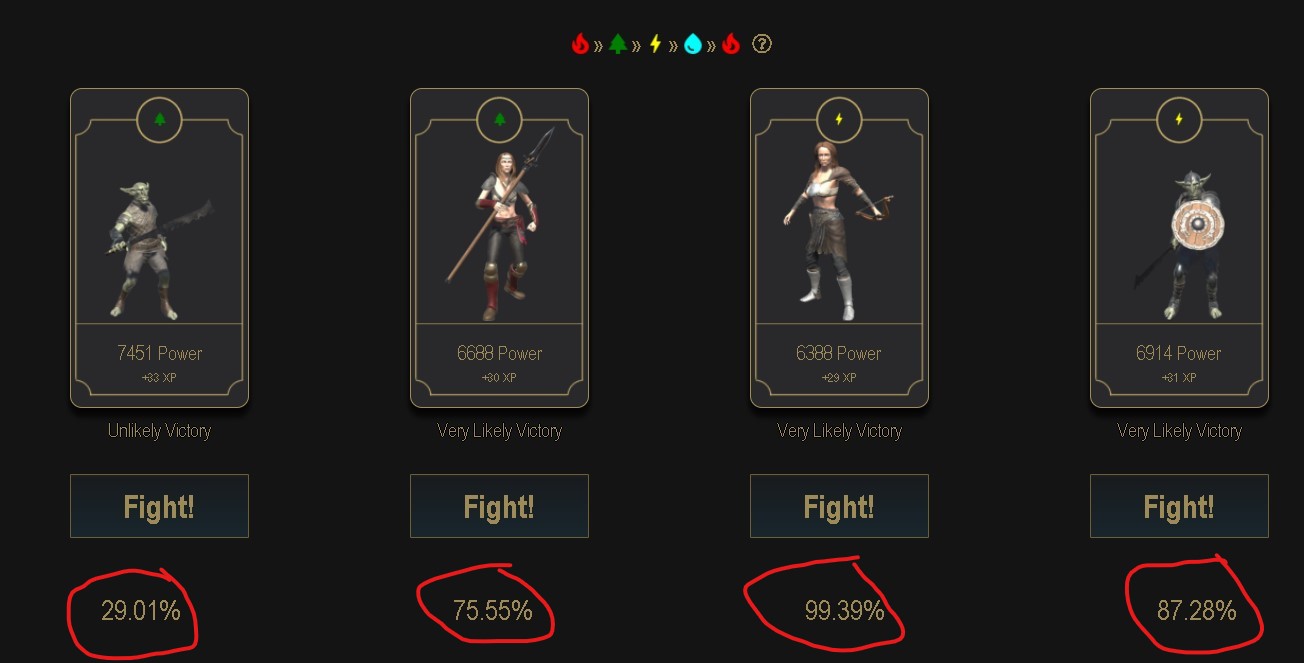 » » » » ?
7451 Power
+33 XP
Unlikely Victory
Fight!
29.01%
6688 Power
+30 XP
Very Likely Victory
Fight!
75.55%
6388 Power
+29 XP
Very Likely Victory
Fight!
99.39%
6914 Power
+31 XP
Very Likely Victory
Fight!
87.28%